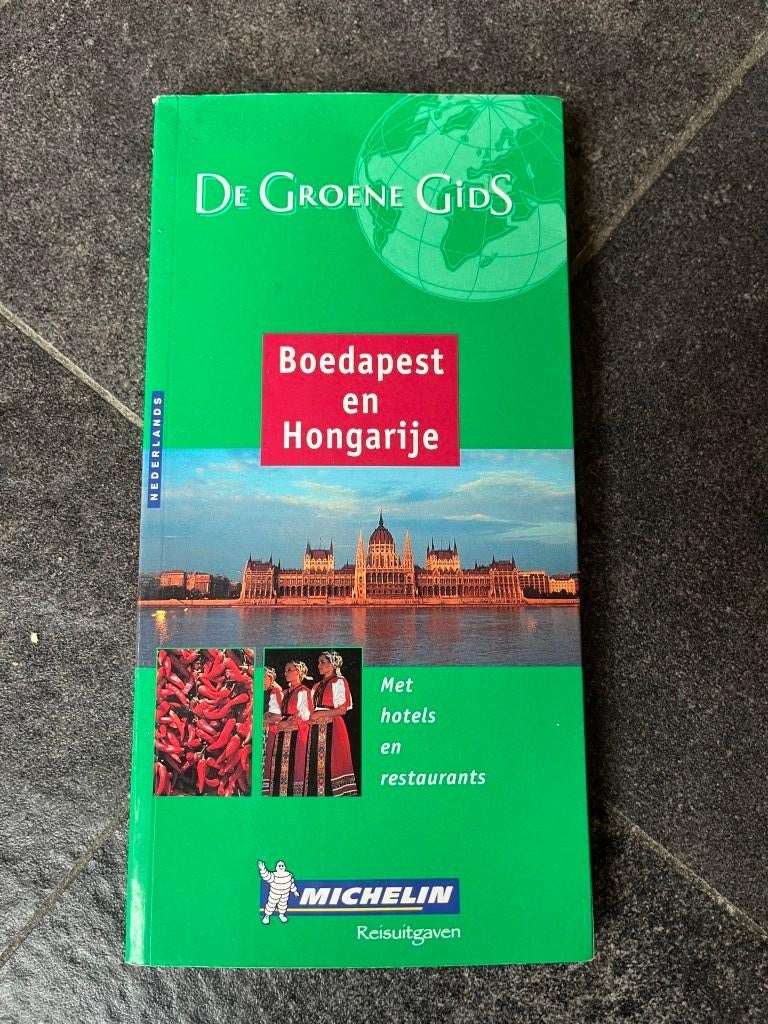 DE GROENE GIDS
Boedapest
en
Hongarije
NEDERLANDS
Met
hotels
en
restaurants
MICHELIN
Reisuitgaven